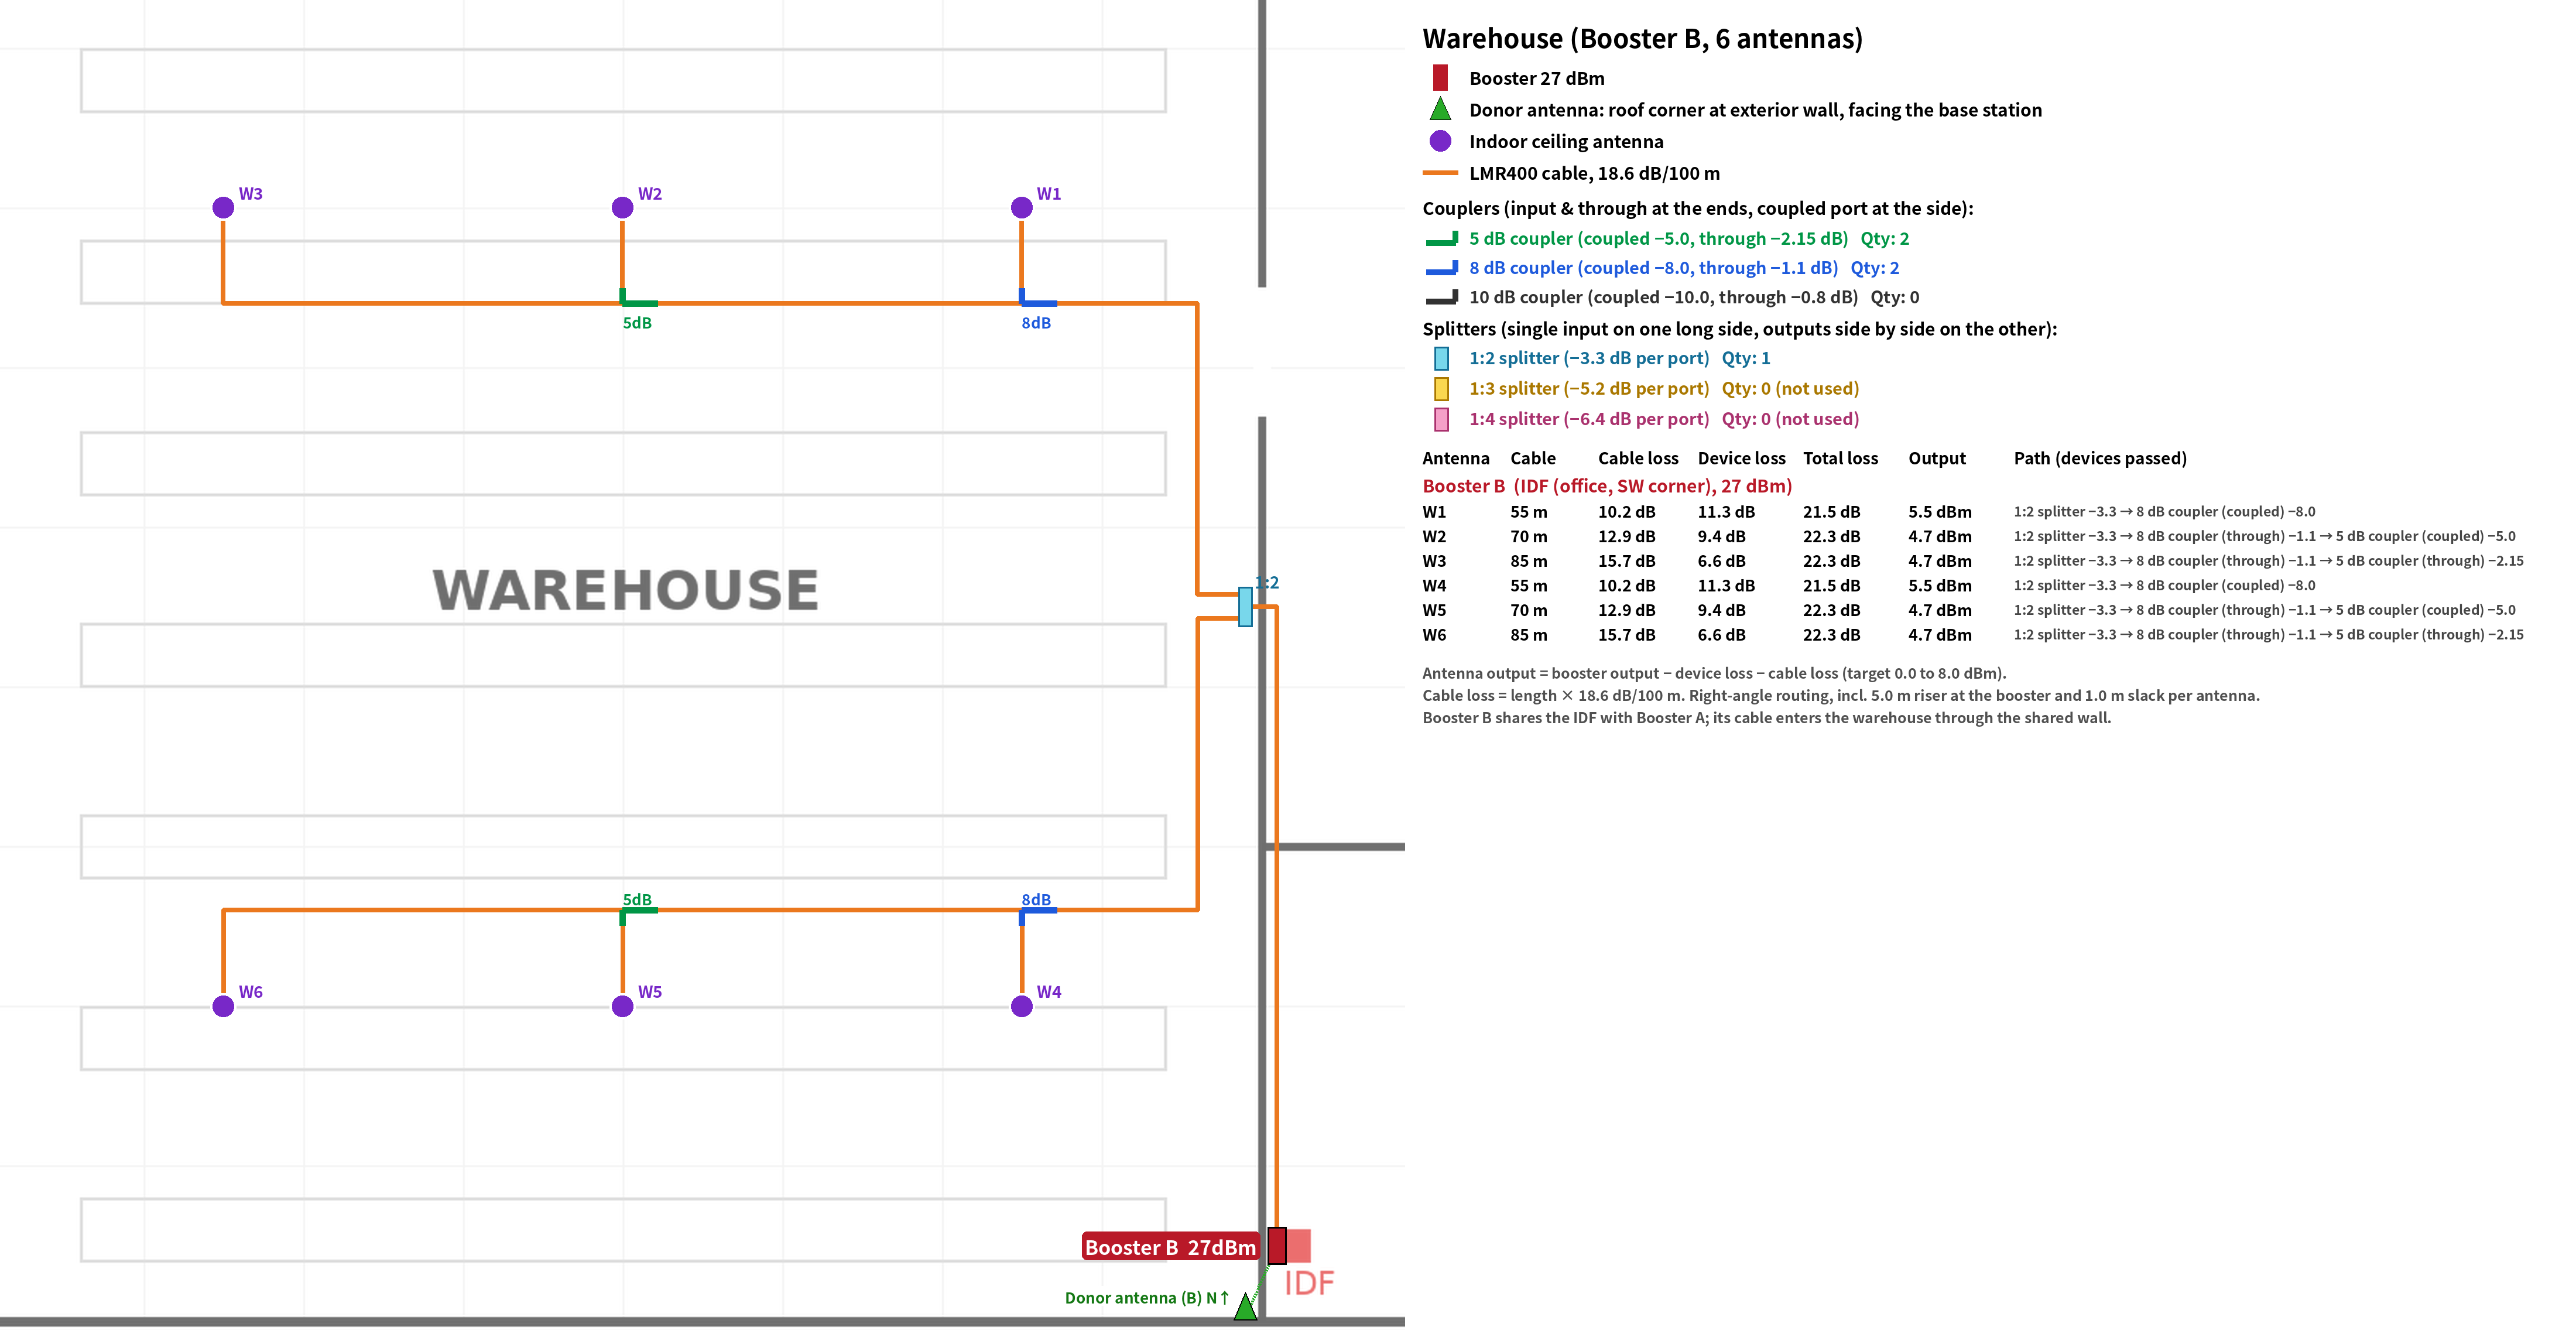 W3
W2
W1
5dB
8dB
1:2
WAREHOUSE
5dB
8dB
W6
W5
W4
Booster B 27dBm
IDF
Donor antenna (B) N↑
Warehouse (Booster B, 6 antennas)
Booster 27 dBm
Donor antenna: roof corner at exterior wall, facing the base station
Indoor ceiling antenna
LMR400 cable, 18.6 dB/100 m
Couplers (input & through at the ends, coupled port at the side):
5 dB coupler (coupled −5.0, through −2.15 dB) Qty: 2
8 dB coupler (coupled −8.0, through −1.1 dB) Qty: 2
10 dB coupler (coupled −10.0, through −0.8 dB) Qty: 0
Splitters (single input on one long side, outputs side by side on the other):
1:2 splitter (−3.3 dB per port) Qty: 1
1:3 splitter (−5.2 dB per port) Qty: 0 (not used)
1:4 splitter (−6.4 dB per port) Qty: 0 (not used)
Antenna Cable Cable loss Device loss Total loss Output Path (devices passed)
Booster B (IDF (office, SW corner), 27 dBm)
W1 55 m 10.2 dB 11.3 dB 21.5 dB 5.5 dBm 1:2 splitter −3.3 → 8 dB coupler (coupled) −8.0
W2 70 m 12.9 dB 9.4 dB 22.3 dB 4.7 dBm 1:2 splitter −3.3 → 8 dB coupler (through) −1.1 → 5 dB coupler (coupled) −5.0
W3 85 m 15.7 dB 6.6 dB 22.3 dB 4.7 dBm 1:2 splitter −3.3 → 8 dB coupler (through) −1.1 → 5 dB coupler (through) −2.15
W4 55 m 10.2 dB 11.3 dB 21.5 dB 5.5 dBm 1:2 splitter −3.3 → 8 dB coupler (coupled) −8.0
W5 70 m 12.9 dB 9.4 dB 22.3 dB 4.7 dBm 1:2 splitter −3.3 → 8 dB coupler (through) −1.1 → 5 dB coupler (coupled) −5.0
W6 85 m 15.7 dB 6.6 dB 22.3 dB 4.7 dBm 1:2 splitter −3.3 → 8 dB coupler (through) −1.1 → 5 dB coupler (through) −2.15
Antenna output = booster output − device loss − cable loss (target 0.0 to 8.0 dBm).
Cable loss = length × 18.6 dB/100 m. Right-angle routing, incl. 5.0 m riser at the booster and 1.0 m slack per antenna.
Booster B shares the IDF with Booster A; its cable enters the warehouse through the shared wall.